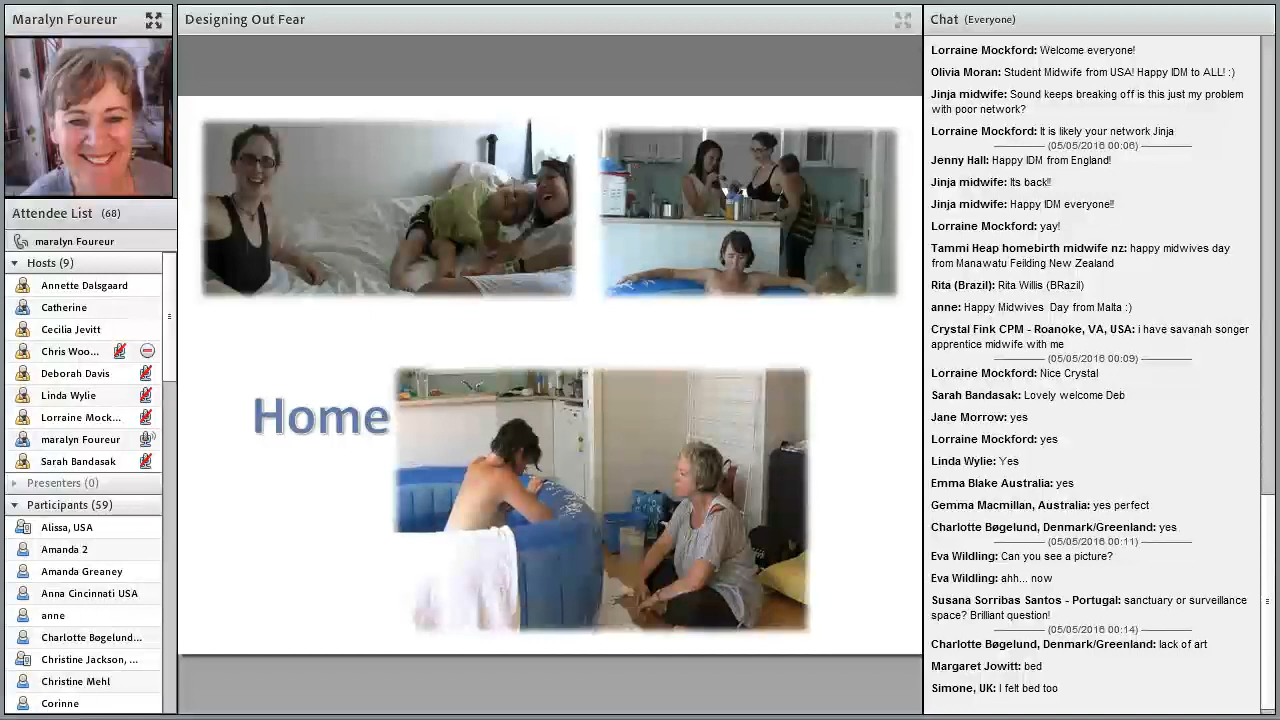 Maralyn Foureur
Attendee List (68)
maralyn Foureur
Hosts (9)
Annette Dalsgaard
Catherine
Cecilia Jevitt
Chris Woo...
Deborah Davis
Linda Wylie
Lorraine Mock...
maralyn Foureur
Sarah Bandasak
Presenters (0)
Participants (59)
Alissa, USA
Amanda 2
Amanda Greaney
Anna Cincinnati USA
anne
Charlotte Bøgelund...
Christine Jackson, ...
Christine Mehl
Corinne
Designing Out Fear
Home
Chat (Everyone)
Lorraine Mockford: Welcome everyone!
Olivia Moran: Student Midwife from USA! Happy IDM to ALL! :)
Jinja midwife: Sound keeps breaking off is this just my problem
with poor network?
Lorraine Mockford: It is likely your network Jinja
(05/05/2016 00:06)
Jenny Hall: Happy IDM from England!
Jinja midwife: Its back!!
Jinja midwife: Happy IDM everyone!!
Lorraine Mockford: yay!
Tammi Heap homebirth midwife nz: happy midwives day
from Manawatu Feilding New Zealand
Rita (Brazil): Rita Willis (BRazil)
anne: Happy Midwives Day from Malta :)
Crystal Fink CPM - Roanoke, VA, USA: i have savanah songer
apprentice midwife with me
(05/05/2016 00:09)
Lorraine Mockford: Nice Crystal
Sarah Bandasak: Lovely welcome Deb
Jane Morrow: yes
Lorraine Mockford: yes
Linda Wylie: Yes
Emma Blake Australia: yes
Gemma Macmillan, Australia: yes perfect
Charlotte Bøgelund, Denmark/Greenland: yes
(05/05/2016 00:11)
Eva Wildling: Can you see a picture?
Eva Wildling: ahh... now
Susana Sorribas Santos - Portugal: sanctuary or surveillance
space? Brilliant question!
(05/05/2016 00:14)
Charlotte Bøgelund, Denmark/Greenland: lack of art
Margaret Jowitt: bed
Simone, UK: I felt bed too